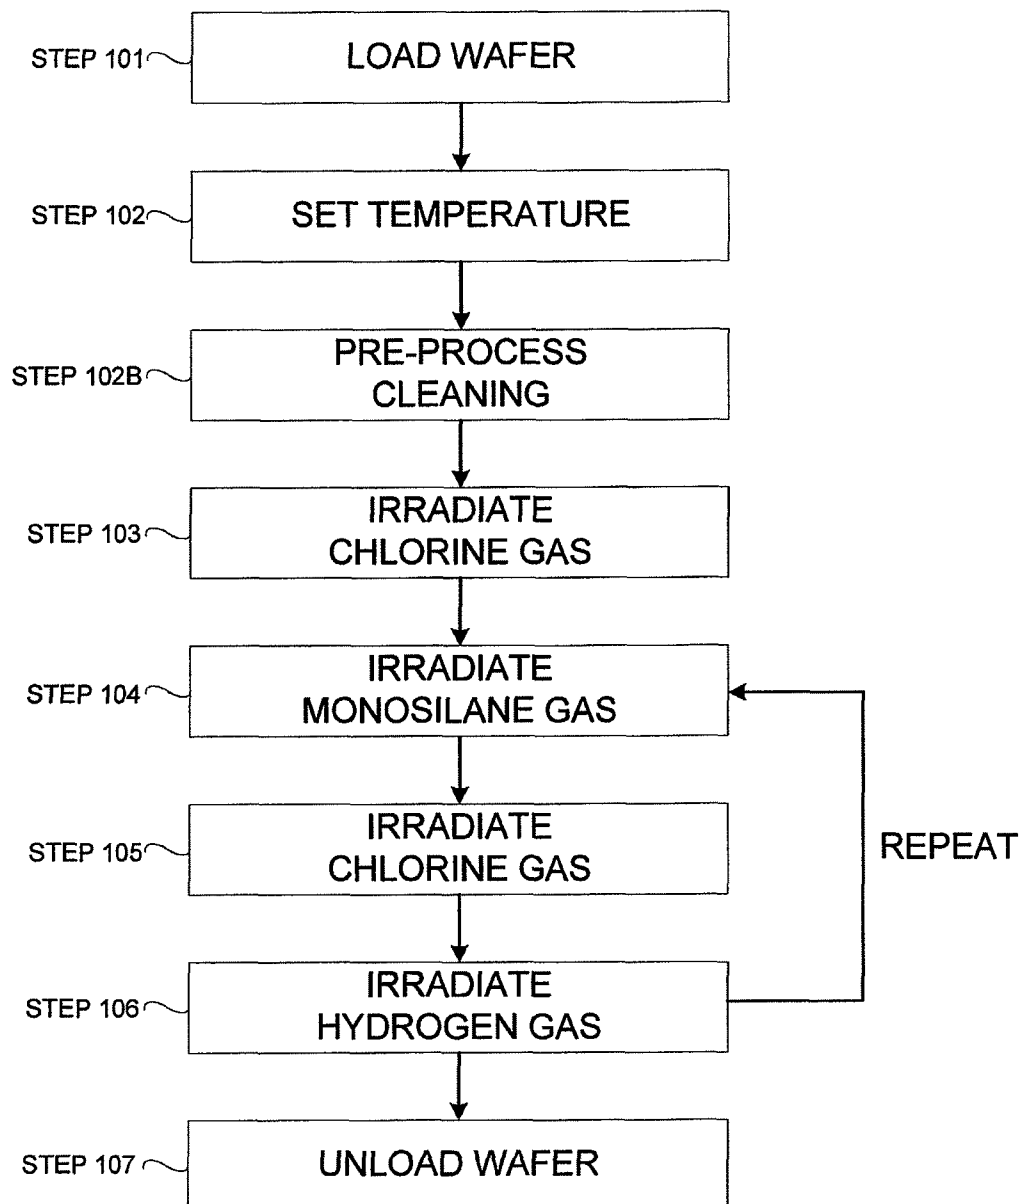 STEP 101
LOAD WAFER
STEP 102
SET TEMPERATURE
STEP 102B
PRE-PROCESS
CLEANING
STEP 103
IRRADIATE
CHLORINE GAS
STEP 104
IRRADIATE
MONOSILANE GAS
STEP 105
IRRADIATE
CHLORINE GAS
REPEAT
STEP 106
IRRADIATE
HYDROGEN GAS
STEP 107
UNLOAD WAFER